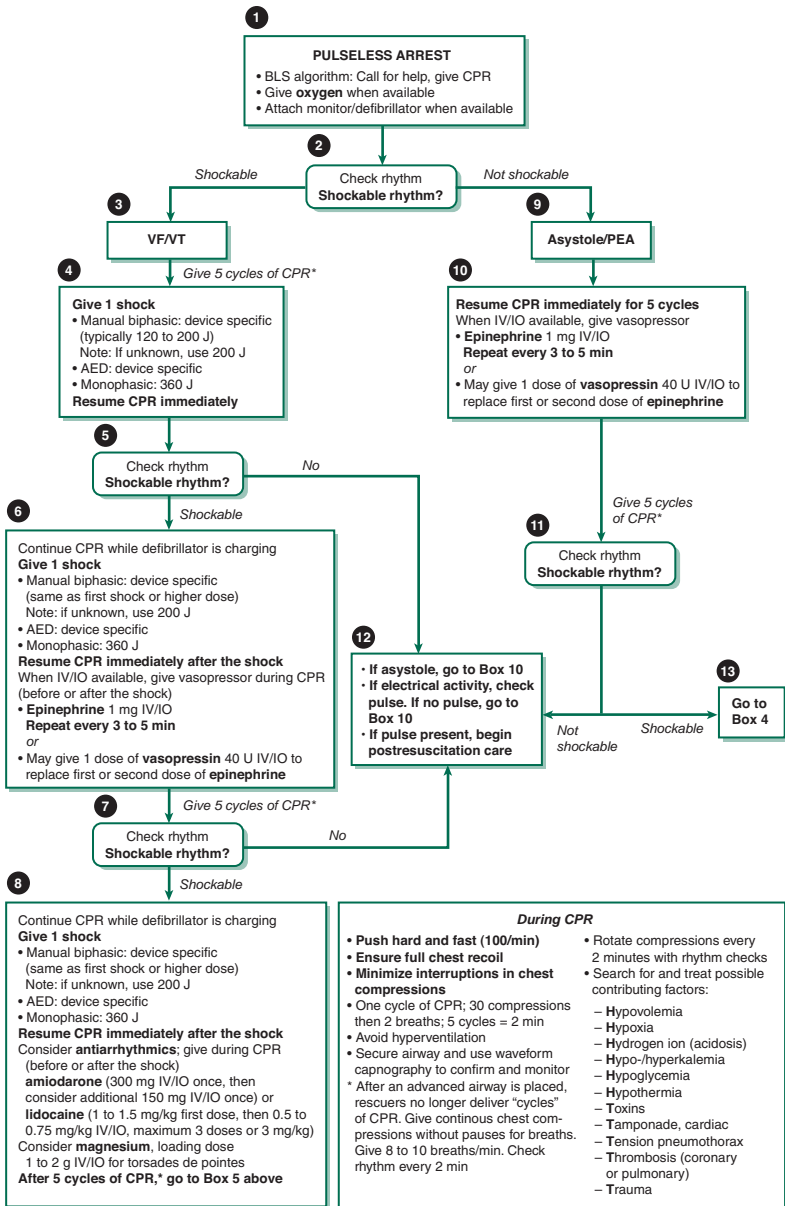 1
PULSELESS ARREST
• BLS algorithm: Call for help, give CPR
• Give oxygen when available
• Attach monitor/defibrillator when available
2
Shockable
Not shockable
Check rhythm
Shockable rhythm?
3
VF/VT
9
Asystole/PEA
4
Give 5 cycles of CPR*
Give 1 shock
• Manual biphasic: device specific
(typically 120 to 200 J)
Note: If unknown, use 200 J
• AED: device specific
• Monophasic: 360 J
Resume CPR immediately
10
Resume CPR immediately for 5 cycles
When IV/IO available, give vasopressor
• Epinephrine 1 mg IV/IO
Repeat every 3 to 5 min
or
• May give 1 dose of vasopressin 40 U IV/IO to
replace first or second dose of epinephrine
5
Check rhythm
Shockable rhythm?
No
Shockable
Give 5 cycles
of CPR*
11
Check rhythm
Shockable rhythm?
6
Continue CPR while defibrillator is charging
Give 1 shock
• Manual biphasic: device specific
(same as first shock or higher dose)
Note: if unknown, use 200 J
• AED: device specific
• Monophasic: 360 J
Resume CPR immediately after the shock
When IV/IO available, give vasopressor during CPR
(before or after the shock)
• Epinephrine 1 mg IV/IO
Repeat every 3 to 5 min
or
• May give 1 dose of vasopressin 40 U IV/IO to
replace first or second dose of epinephrine
12
• If asystole, go to Box 10
• If electrical activity, check
pulse. If no pulse, go to
Box 10
• If pulse present, begin
postresuscitation care
Not
shockable
Shockable
13
Go to
Box 4
7
Give 5 cycles of CPR*
Check rhythm
Shockable rhythm?
No
Shockable
8
Continue CPR while defibrillator is charging
Give 1 shock
• Manual biphasic: device specific
(same as first shock or higher dose)
Note: if unknown, use 200 J
• AED: device specific
• Monophasic: 360 J
Resume CPR immediately after the shock
Consider antiarrhythmics; give during CPR
(before or after the shock)
amiodarone (300 mg IV/IO once, then
consider additional 150 mg IV/IO once) or
lidocaine (1 to 1.5 mg/kg first dose, then 0.5 to
0.75 mg/kg IV/IO, maximum 3 doses or 3 mg/kg)
Consider magnesium, loading dose
1 to 2 g IV/IO for torsades de pointes
After 5 cycles of CPR,* go to Box 5 above
During CPR
• Push hard and fast (100/min)
• Ensure full chest recoil
• Minimize interruptions in chest
compressions
• One cycle of CPR; 30 compressions
then 2 breaths; 5 cycles = 2 min
• Avoid hyperventilation
• Secure airway and use waveform
capnography to confirm and monitor
* After an advanced airway is placed,
rescuers no longer deliver “cycles”
of CPR. Give continous chest com-
pressions without pauses for breaths.
Give 8 to 10 breaths/min. Check
rhythm every 2 min
• Rotate compressions every
2 minutes with rhythm checks
• Search for and treat possible
contributing factors:
– Hypovolemia
– Hypoxia
– Hydrogen ion (acidosis)
– Hypo-/hyperkalemia
– Hypoglycemia
– Hypothermia
– Toxins
– Tamponade, cardiac
– Tension pneumothorax
– Thrombosis (coronary
or pulmonary)
– Trauma